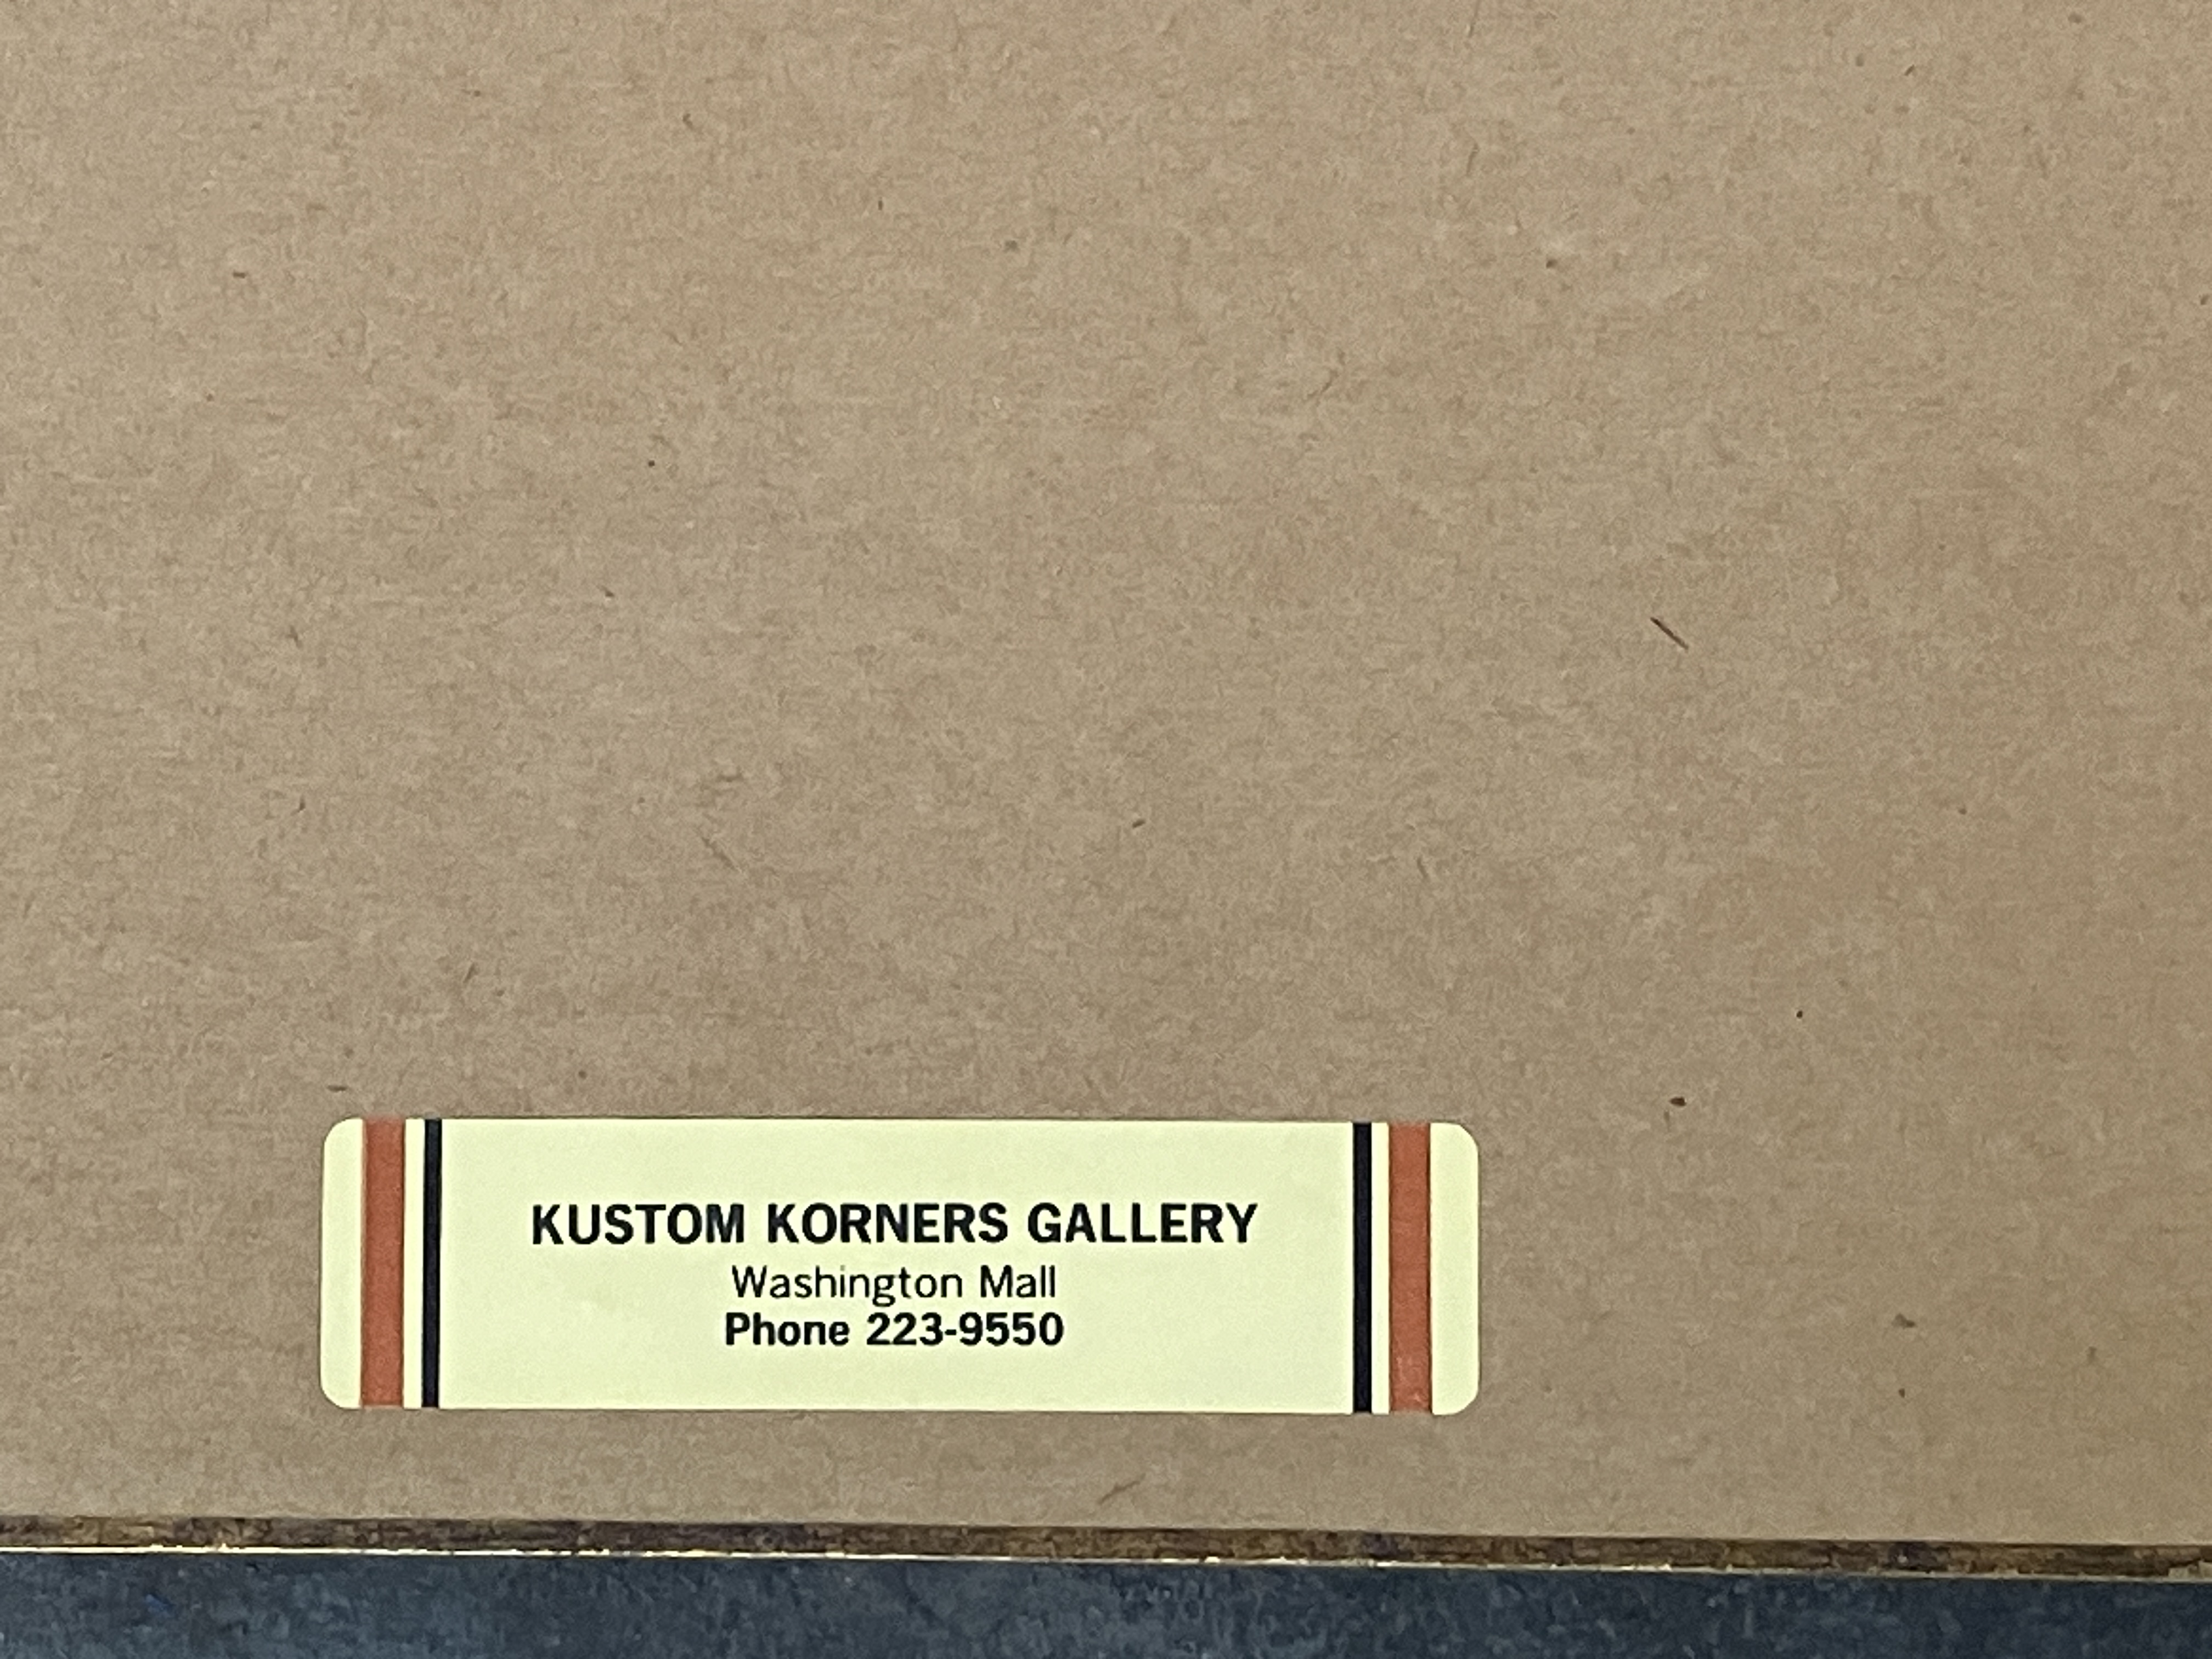 KUSTOM KORNERS GALLERY
Washington Mall
Phone 223-9550